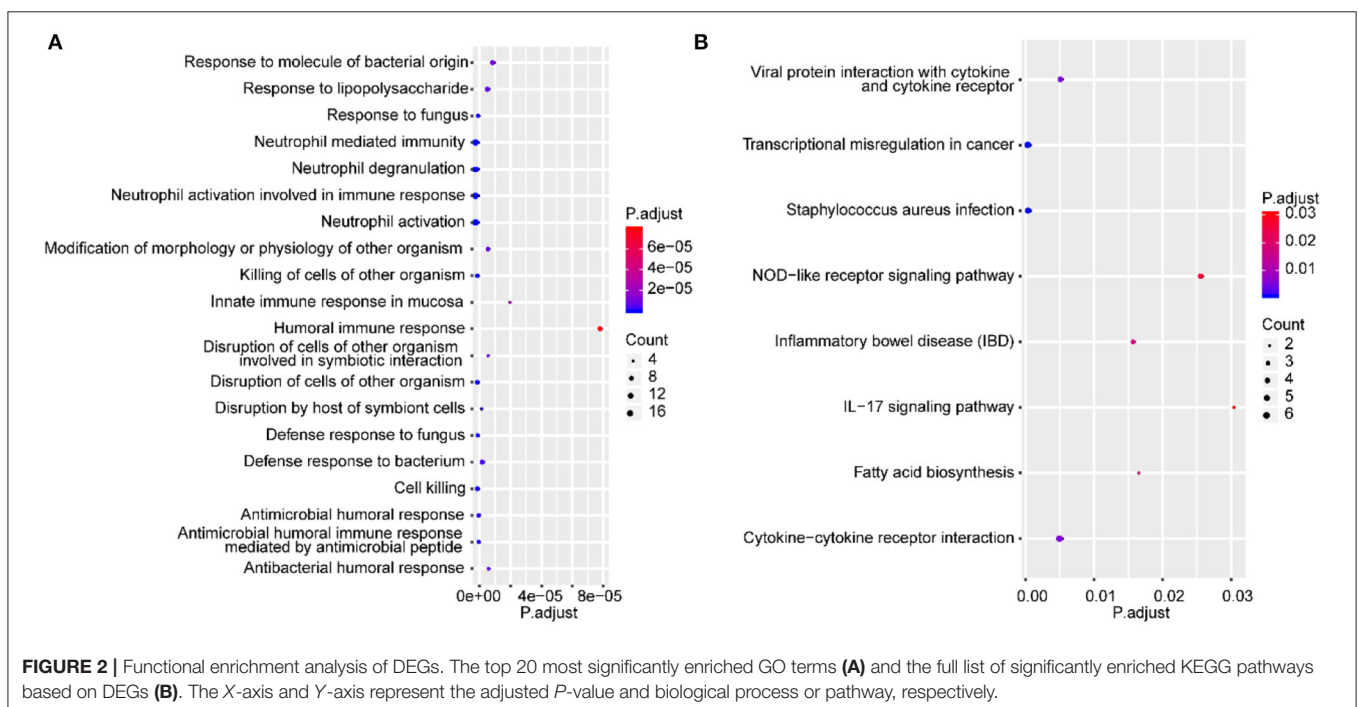 A
Response to molecule of bacterial origin
Response to lipopolysaccharide
Response to fungus
Neutrophil mediated immunity
Neutrophil degranulation
Neutrophil activation involved in immune response
Neutrophil activation
Modification of morphology or physiology of other organism
Killing of cells of other organism
Innate immune response in mucosa
Humoral immune response
Disruption of cells of other organism
involved in symbiotic interaction
Disruption of cells of other organism
Disruption by host of symbiont cells
Defense response to fungus
Defense response to bacterium
Cell killing
Antimicrobial humoral response
Antimicrobial humoral immune response
mediated by antimicrobial peptide
Antibacterial humoral response
0e+00 4e−05 8e−05
P.adjust
P.adjust
6e−05
4e−05
2e−05
Count
4
8
12
16
B
Viral protein interaction with cytokine
and cytokine receptor
Transcriptional misregulation in cancer
Staphylococcus aureus infection
NOD−like receptor signaling pathway
Inflammatory bowel disease (IBD)
IL−17 signaling pathway
Fatty acid biosynthesis
Cytokine−cytokine receptor interaction
0.00 0.01 0.02 0.03
P.adjust
P.adjust
0.03
0.02
0.01
Count
2
3
4
5
6
FIGURE 2 | Functional enrichment analysis of DEGs. The top 20 most significantly enriched GO terms (A) and the full list of significantly enriched KEGG pathways
based on DEGs (B). The X-axis and Y-axis represent the adjusted P-value and biological process or pathway, respectively.